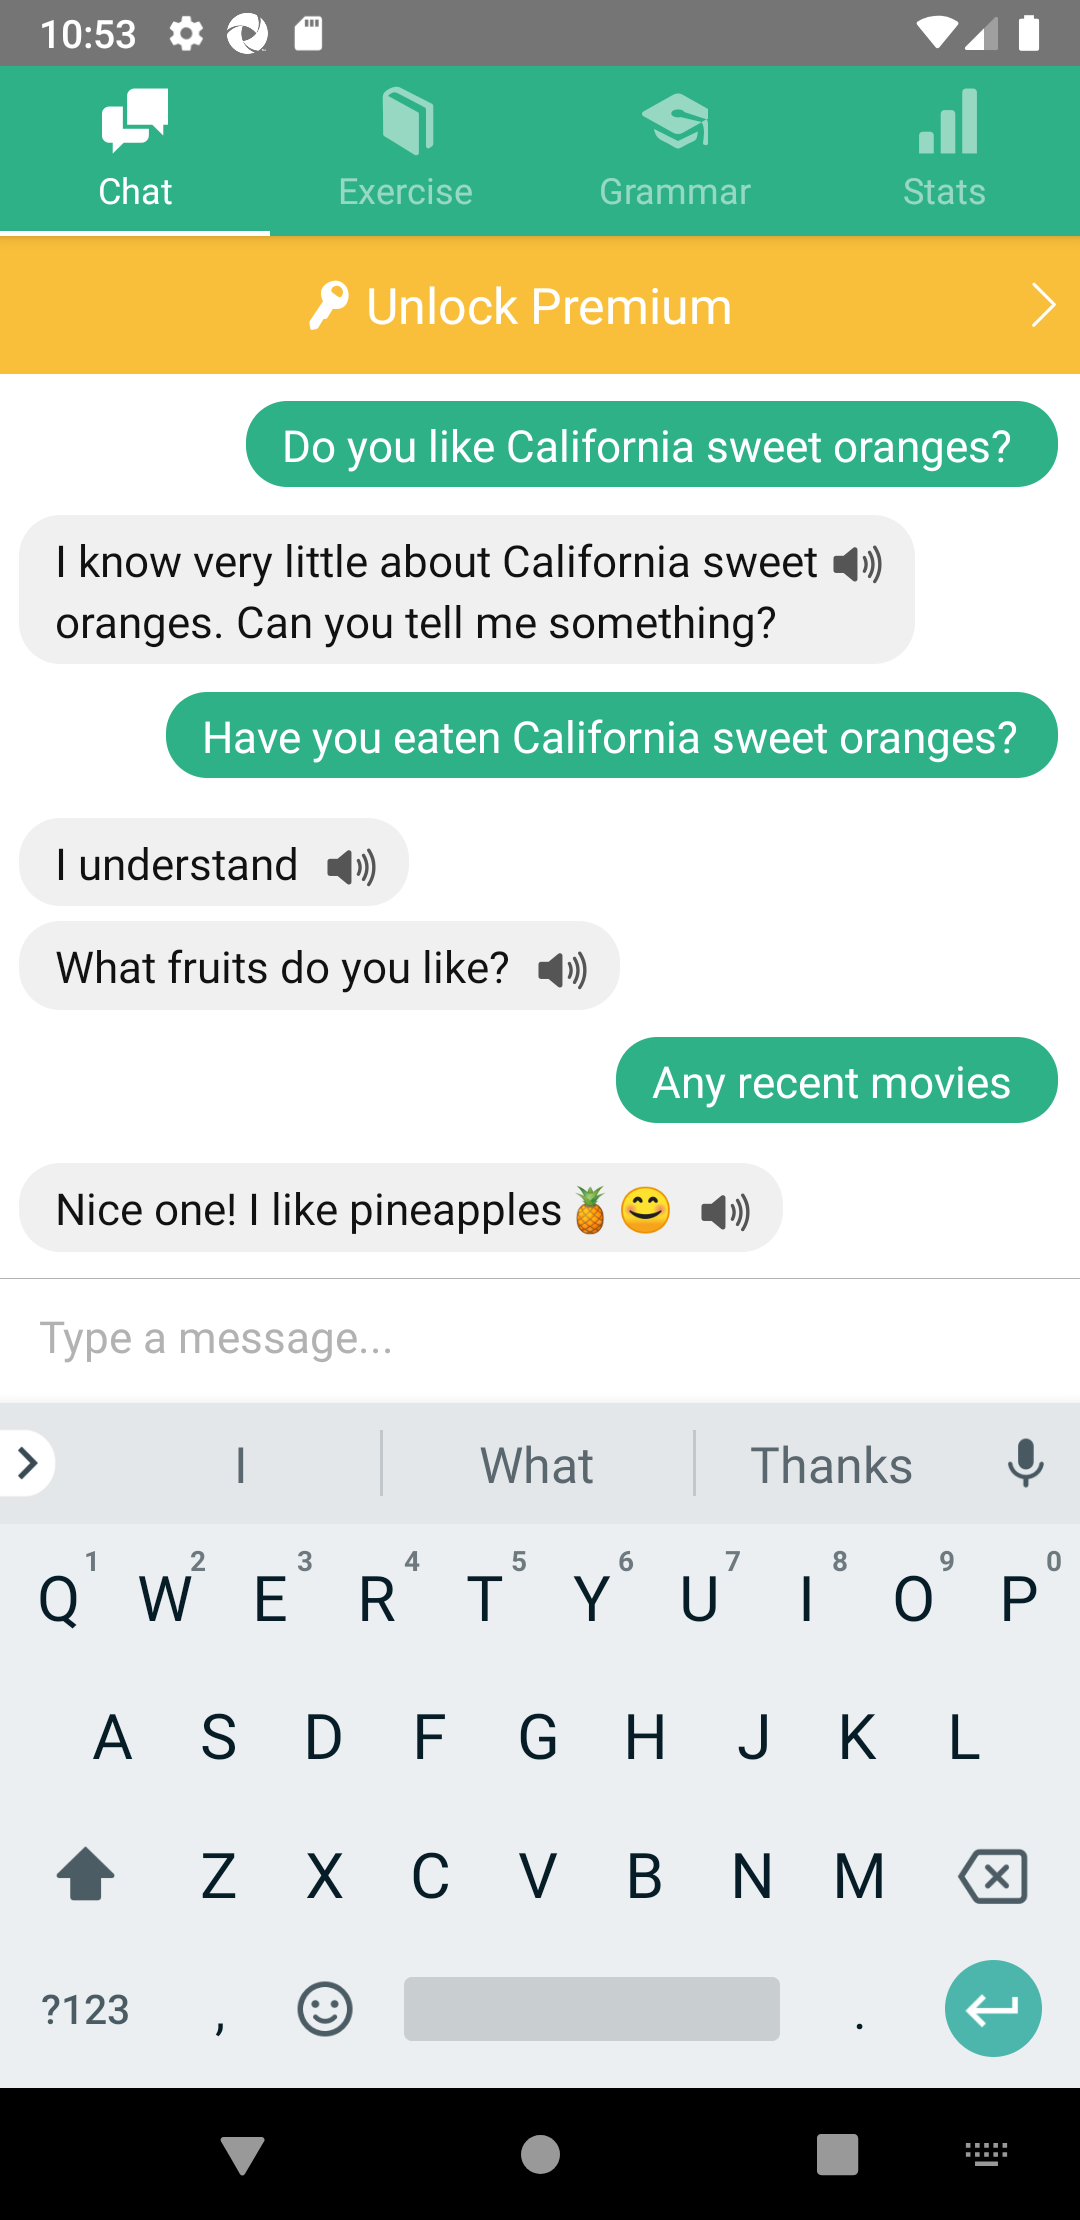 10:53
Chat
Exercise
Grammar
Stats
Unlock Premium
Do you like California sweet oranges?
I know very little about California sweet
oranges. Can you tell me something?
Have you eaten California sweet oranges?
I understand
What fruits do you like?
Any recent movies
Nice one! I like pineapples🍍😊
Type a message...
I What Thanks
1 2 3 4 5 6 7 8 9 0
Q W E R T Y U I O P
A S D F G H J K L
Z X C V B N M
?123 , .